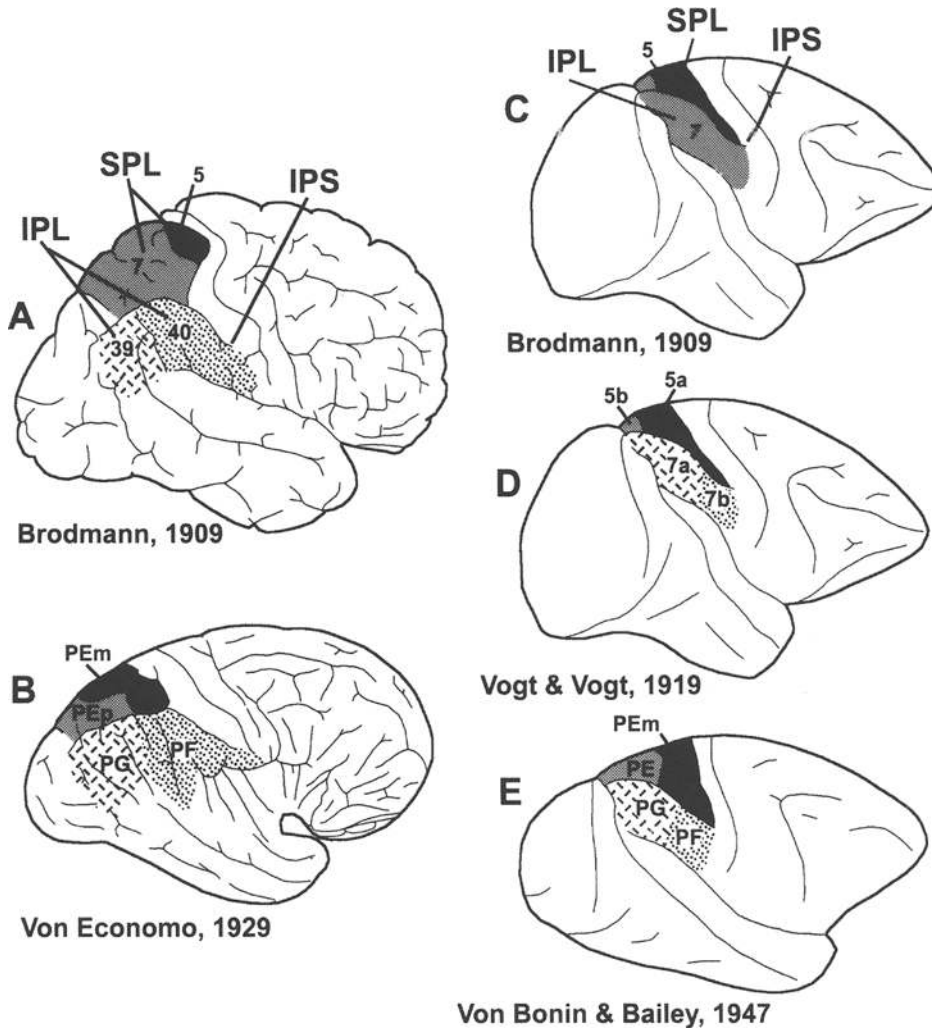 SPL
5
IPS
IPL
7
A
40
39
Brodmann, 1909
PEm
B
PEp
PG
PF
Von Economo, 1929
SPL
5
IPS
IPL
C
7
Brodmann, 1909
5a
5b
7a
D
7b
Vogt & Vogt, 1919
PEm
PE
E
PG
PF
Von Bonin & Bailey, 1947